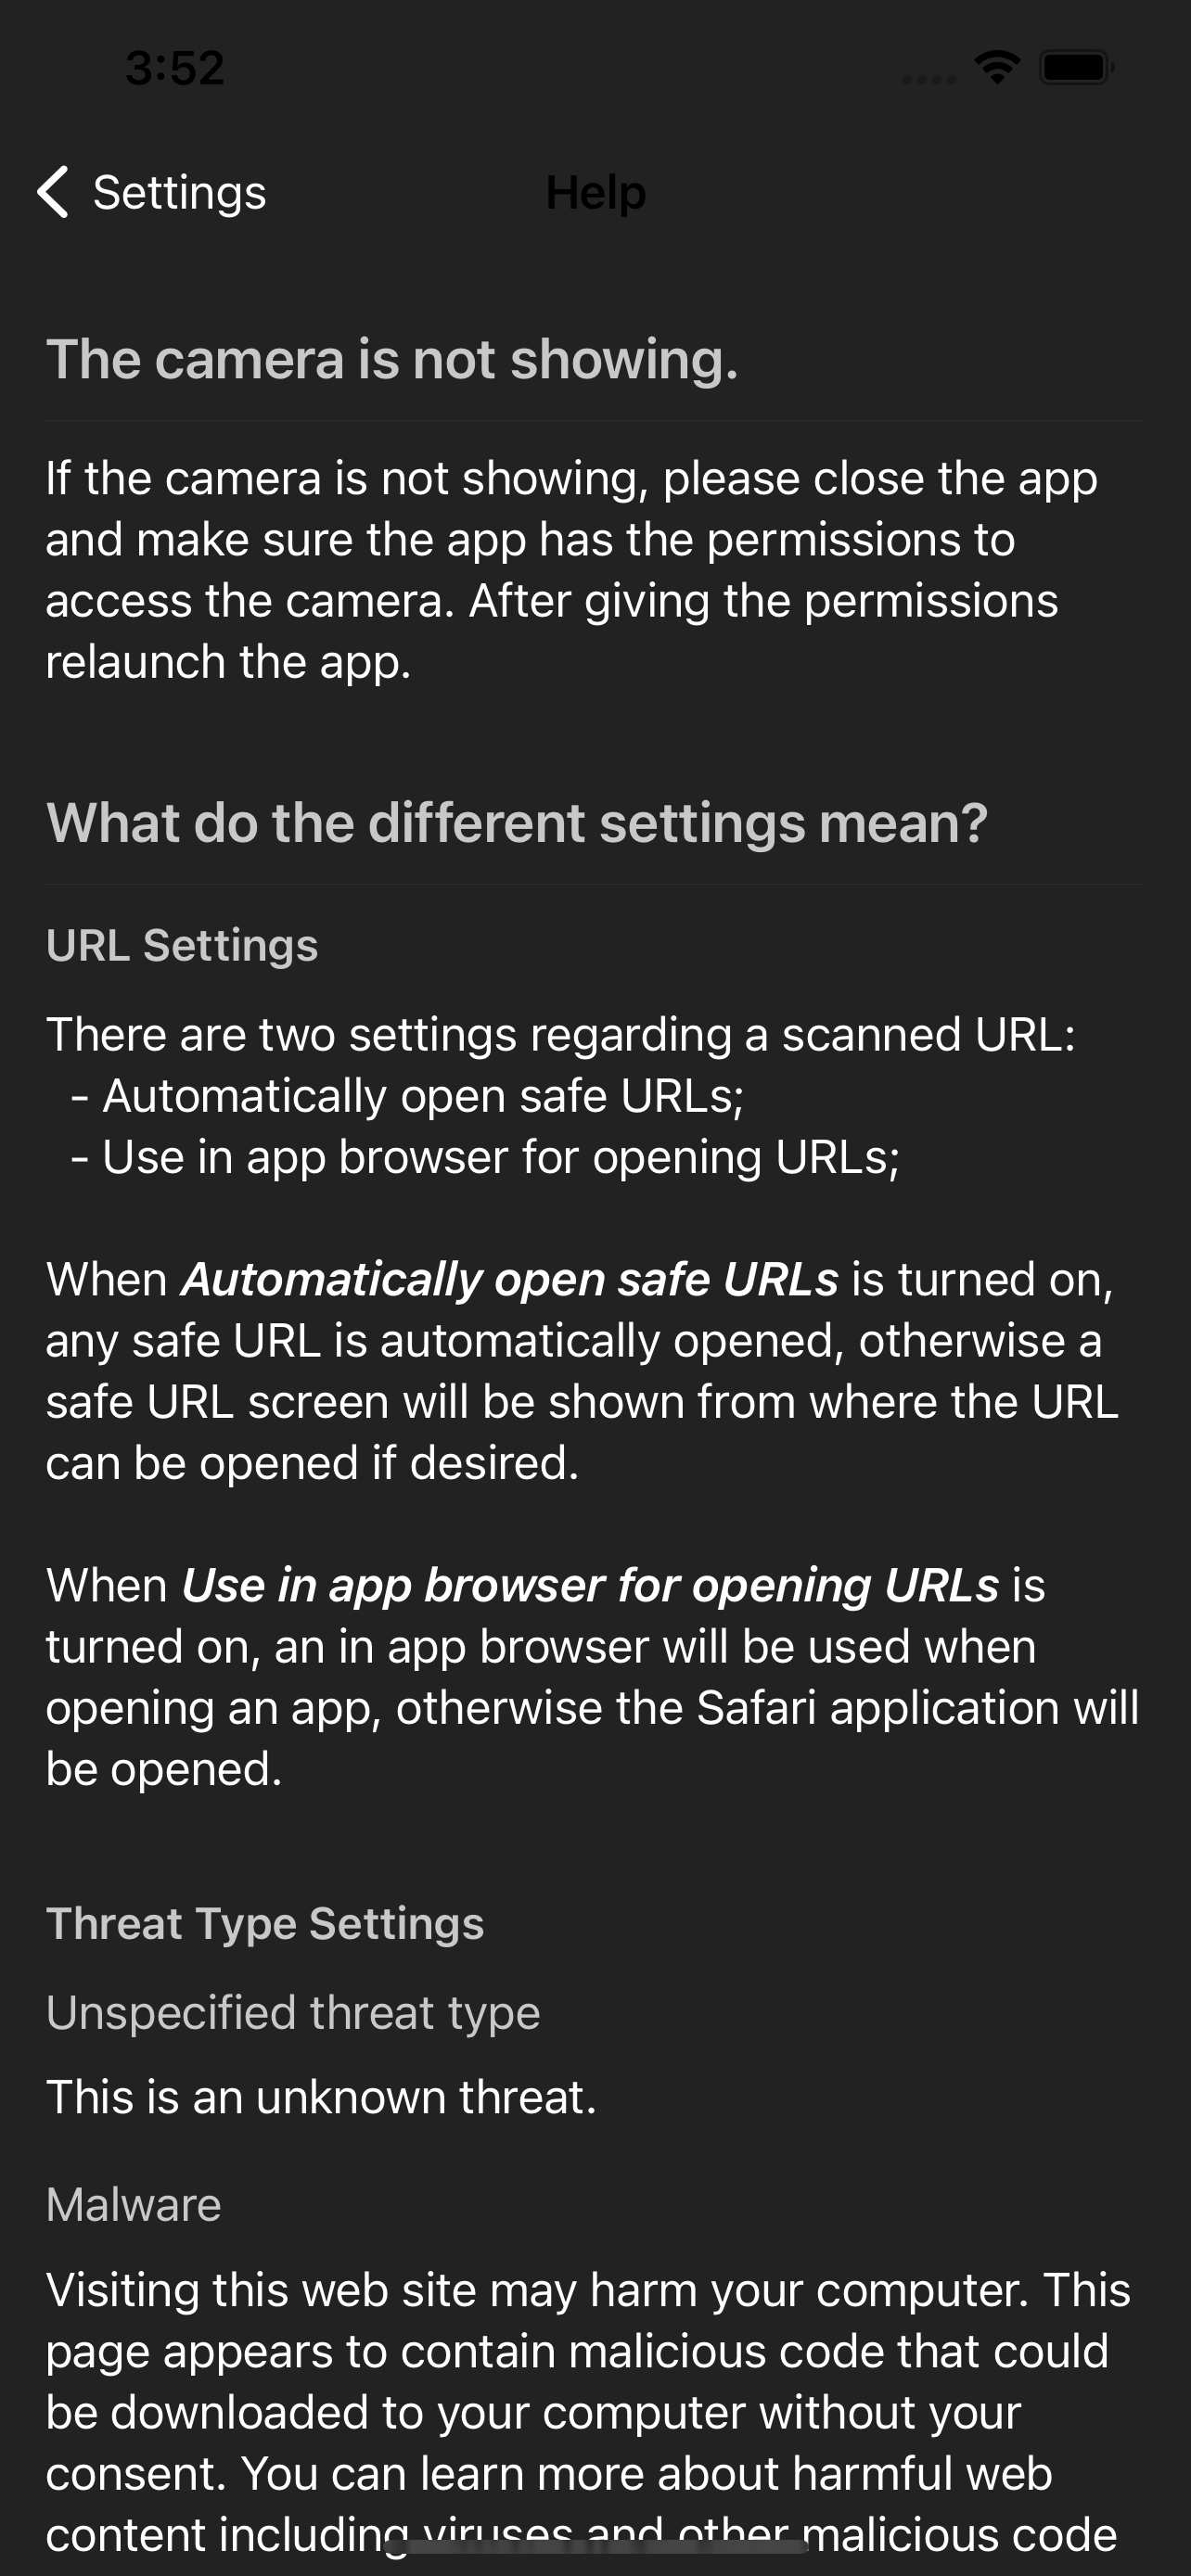 3:52
Settings
Help
The camera is not showing.
If the camera is not showing, please close the app
and make sure the app has the permissions to
access the camera. After giving the permissions
relaunch the app.
What do the different settings mean?
URL Settings
There are two settings regarding a scanned URL:
- Automatically open safe URLs;
- Use in app browser for opening URLs;
When Automatically open safe URLs is turned on,
any safe URL is automatically opened, otherwise a
safe URL screen will be shown from where the URL
can be opened if desired.
When Use in app browser for opening URLs is
turned on, an in app browser will be used when
opening an app, otherwise the Safari application will
be opened.
Threat Type Settings
Unspecified threat type
This is an unknown threat.
Malware
Visiting this web site may harm your computer. This
page appears to contain malicious code that could
be downloaded to your computer without your
consent. You can learn more about harmful web
content including viruses and other malicious code